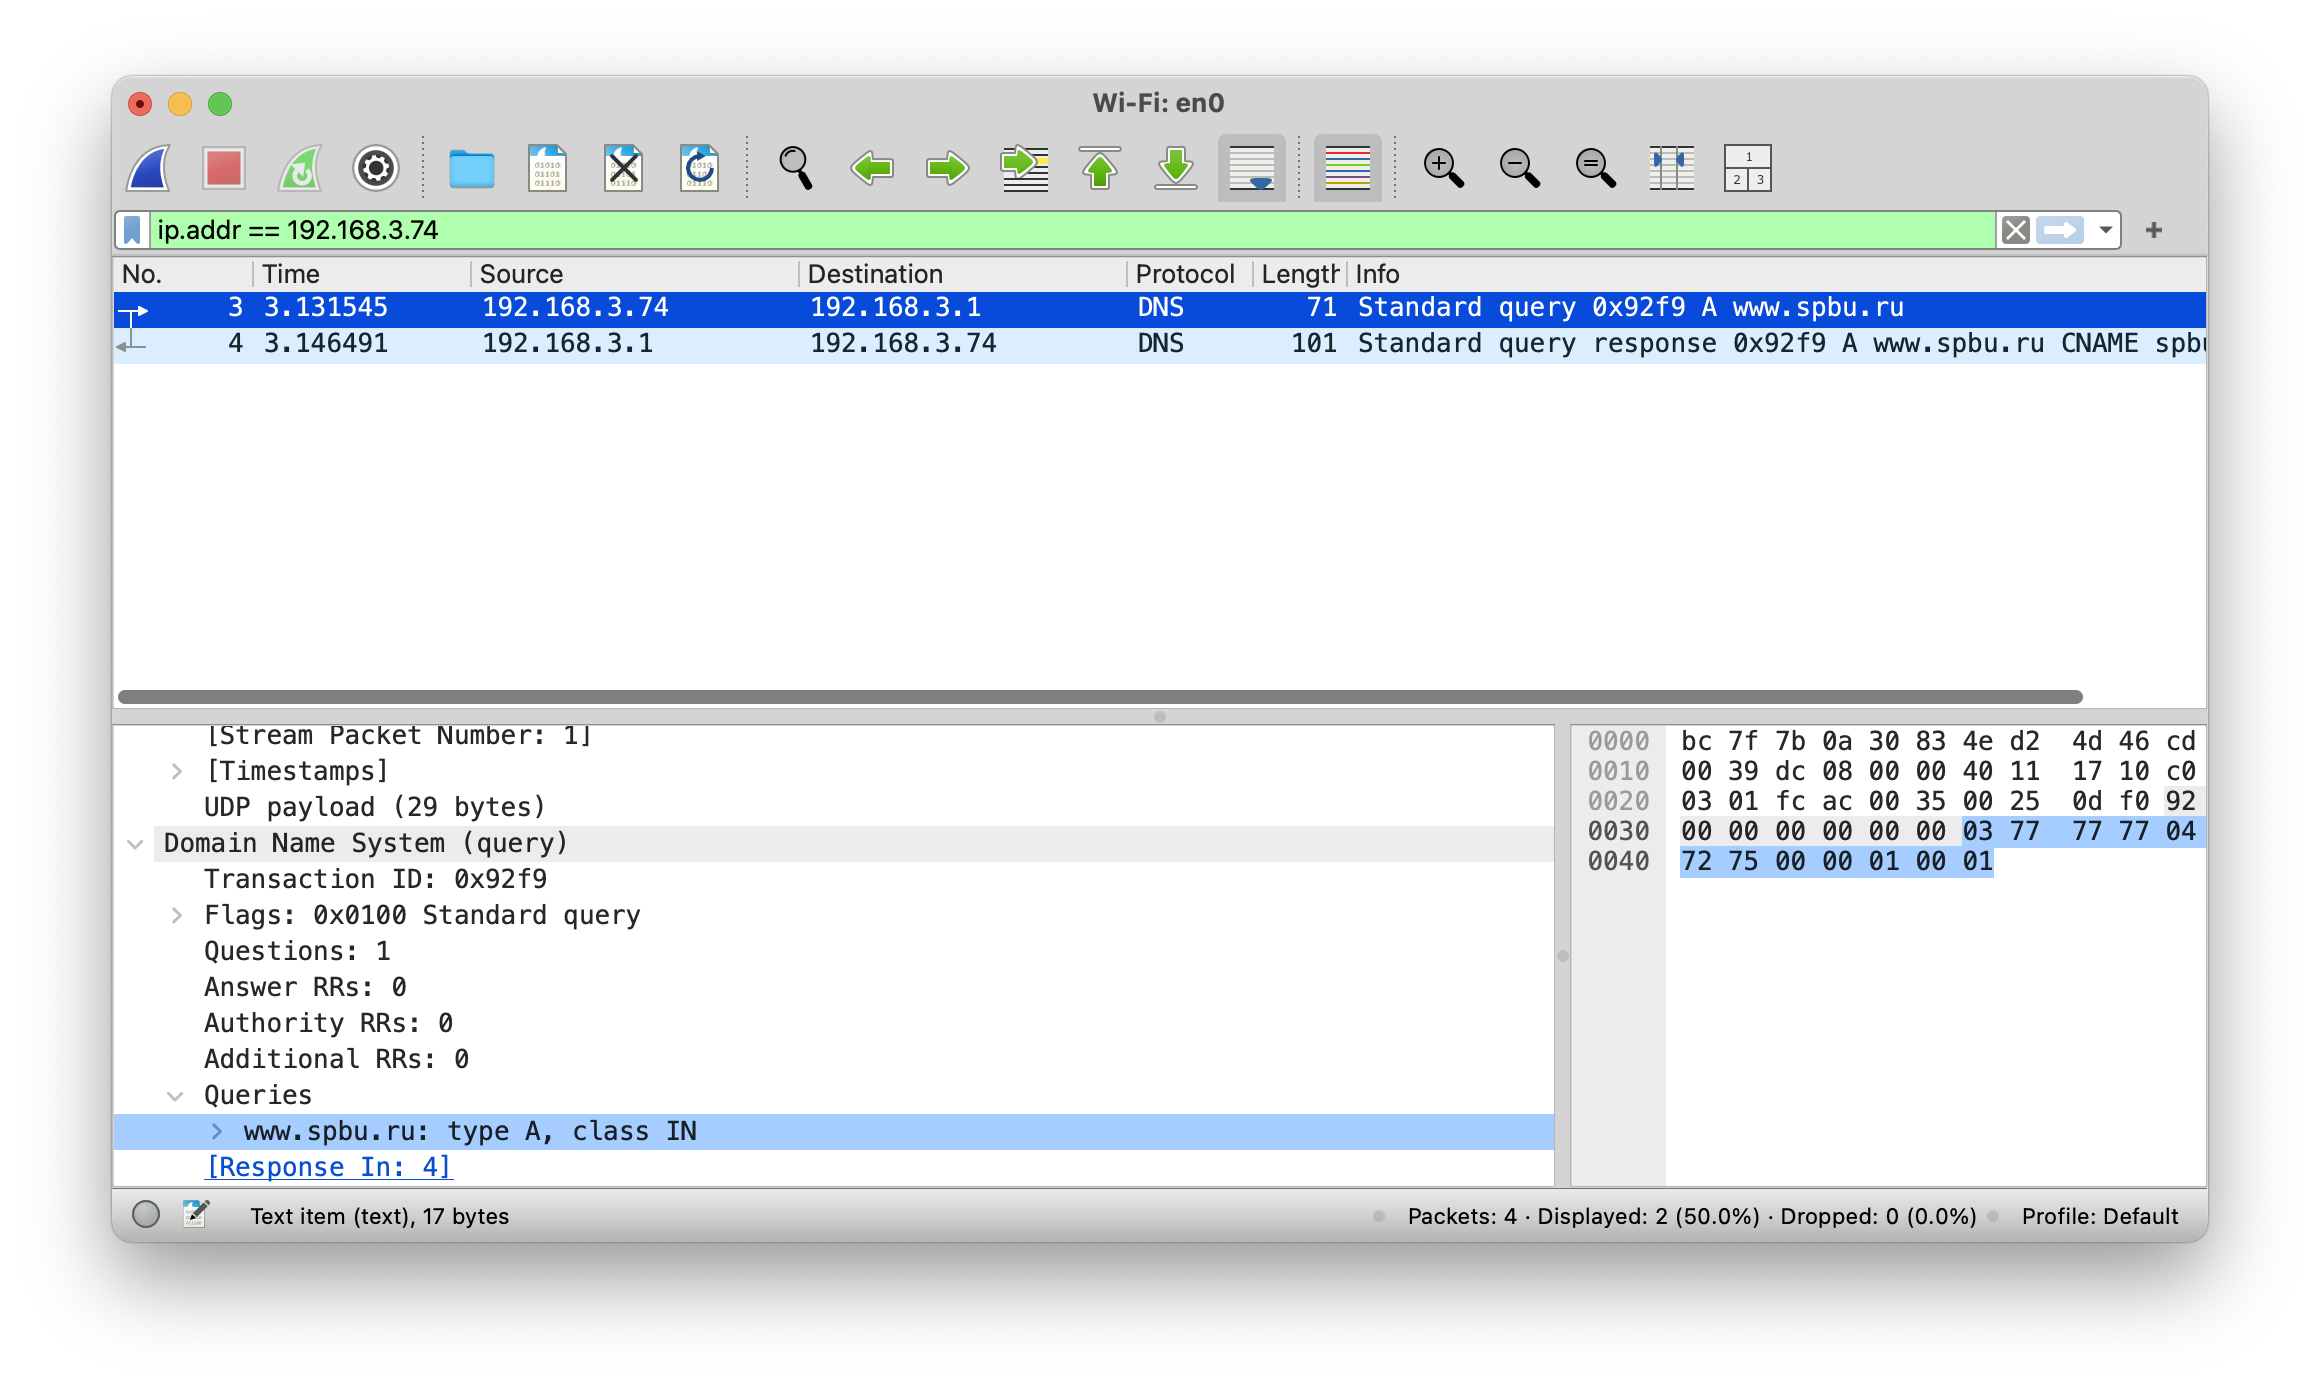 Wi-Fi: en0
ip.addr == 192.168.3.74
No. Time Source Destination Protocol Length Info
3 3.131545 192.168.3.74 192.168.3.1 DNS 71 Standard query 0x92f9 A www.spbu.ru
4 3.146491 192.168.3.1 192.168.3.74 DNS 101 Standard query response 0x92f9 A www.spbu.ru CNAME spbu
[Stream Packet Number: 1]
[Timestamps]
UDP payload (29 bytes)
Domain Name System (query)
Transaction ID: 0x92f9
Flags: 0x0100 Standard query
Questions: 1
Answer RRs: 0
Authority RRs: 0
Additional RRs: 0
Queries
www.spbu.ru: type A, class IN
[Response In: 4]
0000 bc 7f 7b 0a 30 83 4e d2 4d 46 cd
0010 00 39 dc 08 00 00 40 11 17 10 c0
0020 03 01 fc ac 00 35 00 25 0d f0 92
0030 00 00 00 00 00 00 03 77 77 77 04
0040 72 75 00 00 01 00 01
Text item (text), 17 bytes
Packets: 4 · Displayed: 2 (50.0%) · Dropped: 0 (0.0%)
Profile: Default